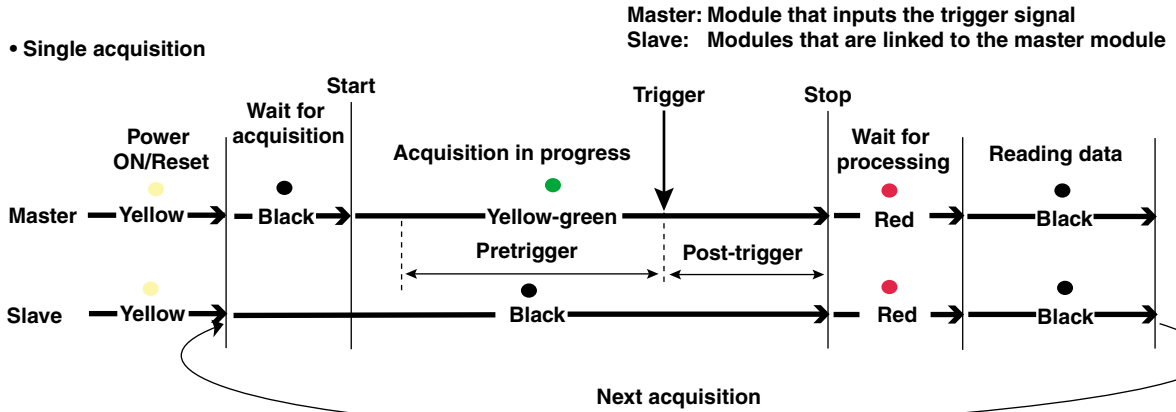 Master: Module that inputs the trigger signal
Slave: Modules that are linked to the master module
• Single acquisition
Start
Trigger
Stop
Wait for
acquisition
Power
ON/Reset
Acquisition in progress
Wait for
processing
Reading data
Master
Yellow
Black
Yellow-green
Red
Black
Pretrigger
Post-trigger
Slave
Yellow
Black
Red
Black
Next acquisition